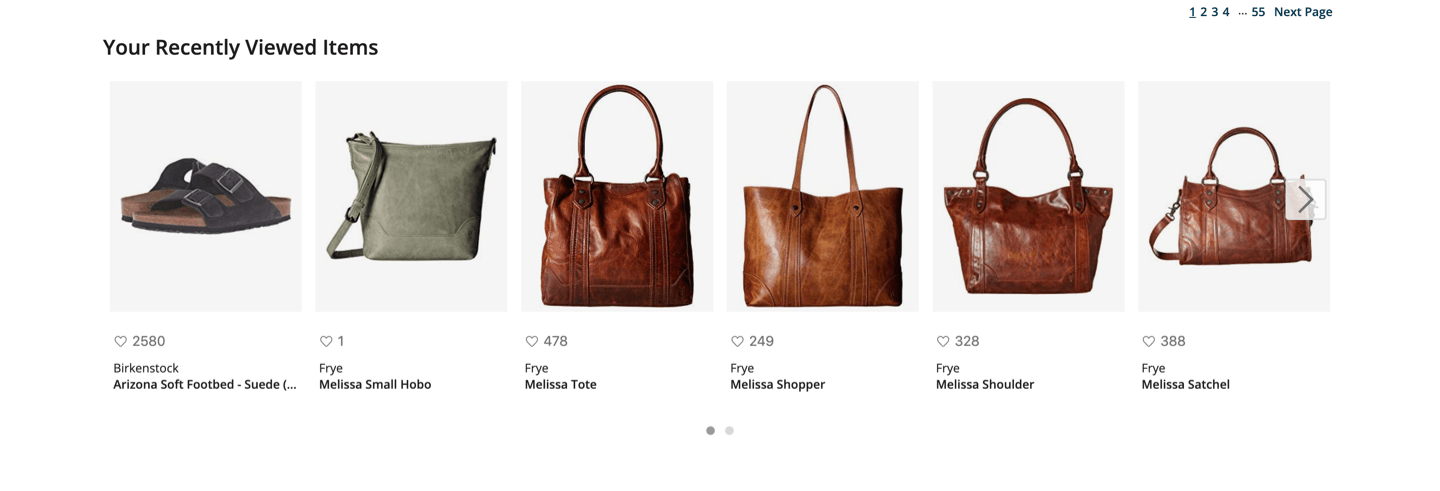 1 2 3 4 ... 55 Next Page
Your Recently Viewed Items
2580
Birkenstock
Arizona Soft Footbed - Suede (...
1
Frye
Melissa Small Hobo
478
Frye
Melissa Tote
249
Frye
Melissa Shopper
328
Frye
Melissa Shoulder
388
Frye
Melissa Satchel